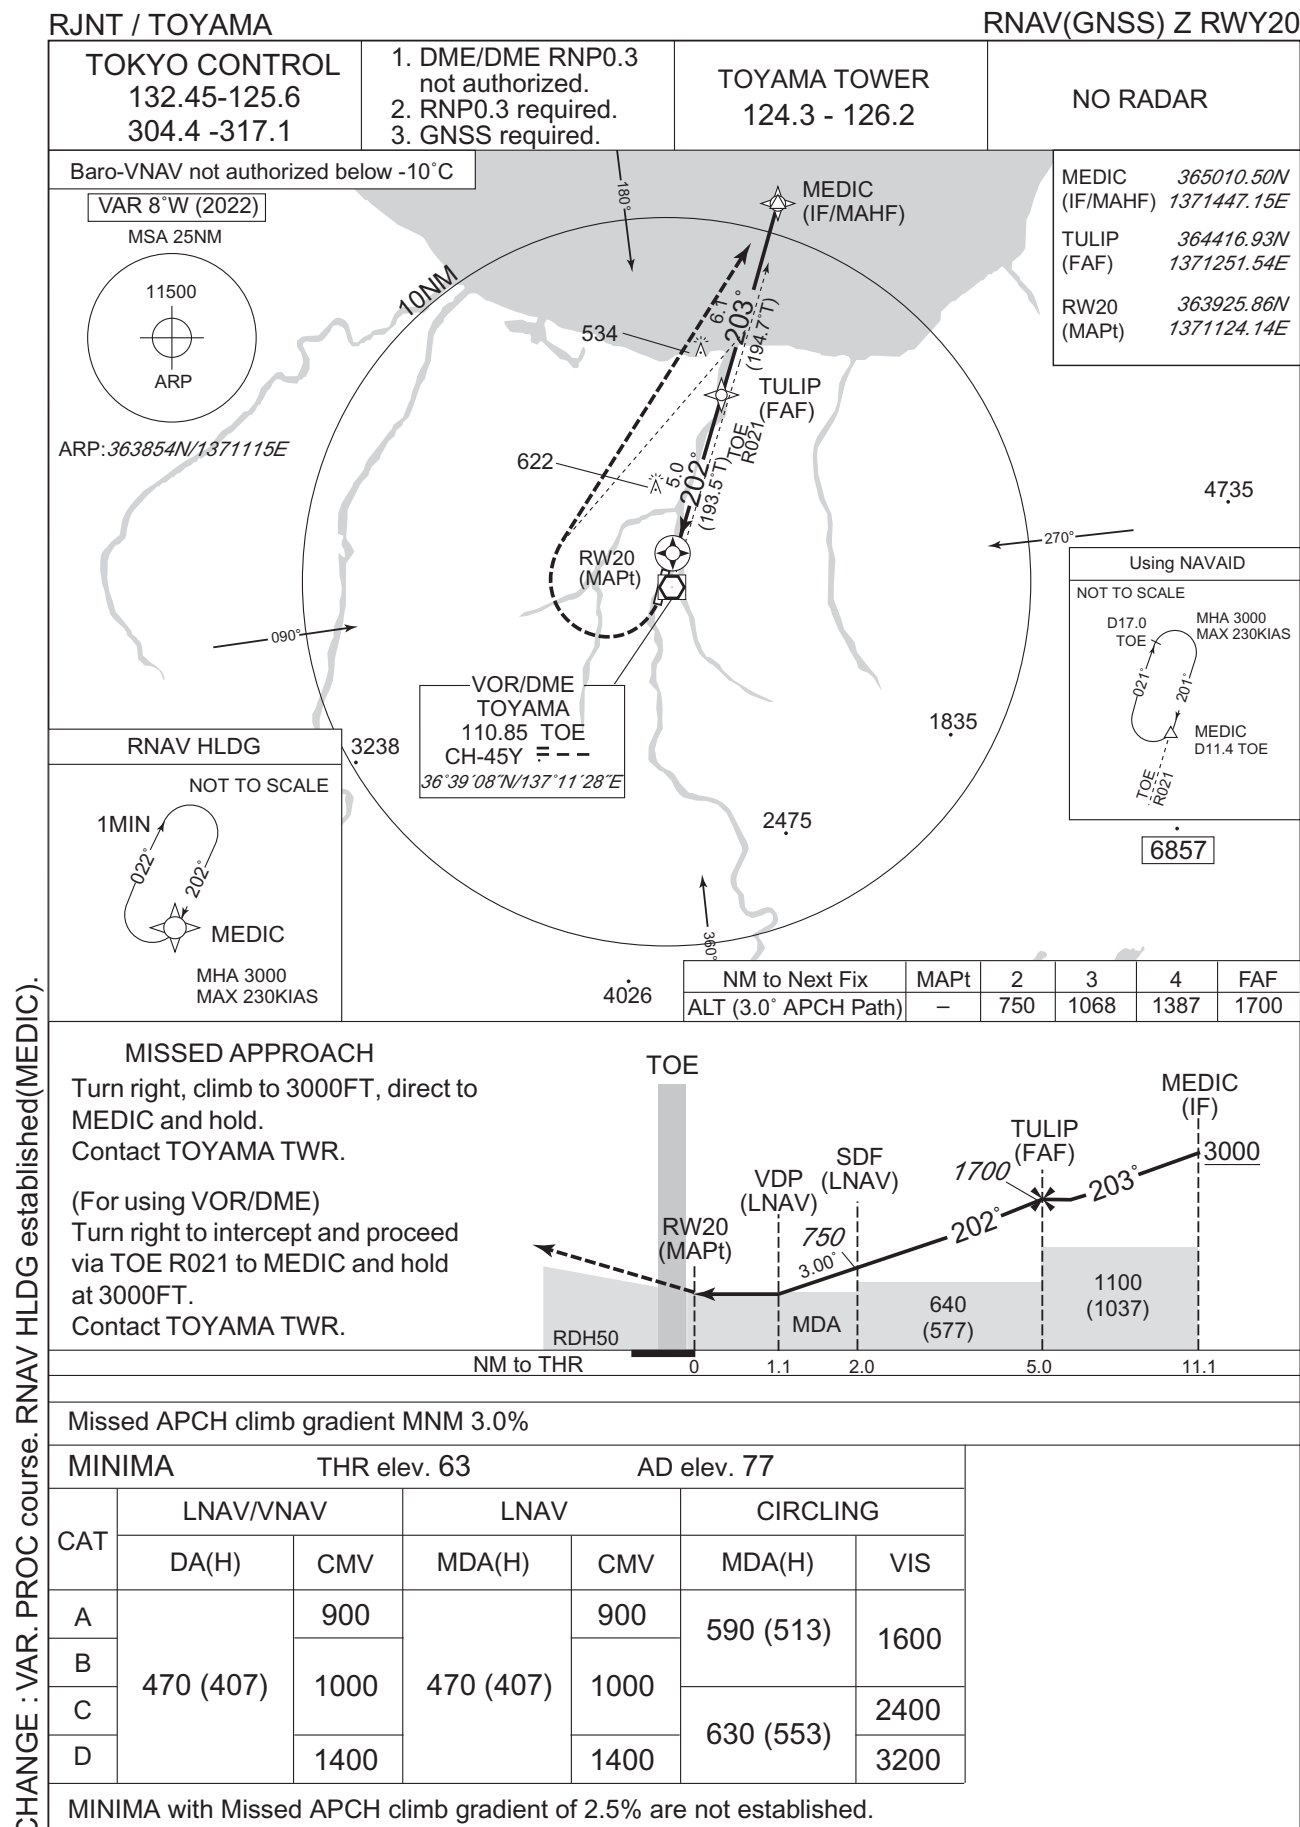 RJNT / TOYAMA
RNAV(GNSS) Z RWY20
TOKYO CONTROL
132.45-125.6
304.4 -317.1
1. DME/DME RNP0.3
not authorized.
2. RNP0.3 required.
3. GNSS required.
TOYAMA TOWER
124.3 - 126.2
NO RADAR
Baro-VNAV not authorized below -10˚C
VAR 8˚W (2022)
MSA 25NM
11500
ARP
ARP:363854N/1371115E
MEDIC 365010.50N
(IF/MAHF) 1371447.15E
TULIP 364416.93N
(FAF) 1371251.54E
RW20 363925.86N
(MAPt) 1371124.14E
180˚
MEDIC
(IF/MAHF)
10NM
6.1
203˚
(194.7˚T)
534
TULIP
(FAF)
TOE
R021
622
5.0
202˚
(193.5˚T)
4735
270˚
RW20
(MAPt)
090˚
VOR/DME
TOYAMA
110.85 TOE
CH-45Y
36˚39´08˝N/137˚11´28˝E
Using NAVAID
NOT TO SCALE
D17.0
TOE
MHA 3000
MAX 230KIAS
021˚
201˚
MEDIC
D11.4 TOE
TOE
R021
1835
3238
RNAV HLDG
NOT TO SCALE
1MIN
022˚
202˚
MEDIC
MHA 3000
MAX 230KIAS
2475
6857
360˚
4026
NM to Next Fix MAPt 2 3 4 FAF
ALT (3.0˚ APCH Path) – 750 1068 1387 1700
MISSED APPROACH
Turn right, climb to 3000FT, direct to
MEDIC and hold.
Contact TOYAMA TWR.
(For using VOR/DME)
Turn right to intercept and proceed
via TOE R021 to MEDIC and hold
at 3000FT.
Contact TOYAMA TWR.
TOE
MEDIC
(IF)
TULIP
(FAF)
3000
SDF
(LNAV)
1700
VDP
(LNAV)
203˚
RW20
(MAPt)
750
202˚
3.00˚
1100
(1037)
640
(577)
MDA
RDH50
NM to THR 0 1.1 2.0 5.0 11.1
Missed APCH climb gradient MNM 3.0%
MINIMA THR elev. 63 AD elev. 77
CAT LNAV/VNAV LNAV CIRCLING
DA(H) CMV MDA(H) CMV MDA(H) VIS
A 470 (407) 900 470 (407) 900 590 (513) 1600
B 1000 1000
C 630 (553) 2400
D 1400 1400 3200
MINIMA with Missed APCH climb gradient of 2.5% are not established.
CHANGE : VAR. PROC course. RNAV HLDG established(MEDIC).